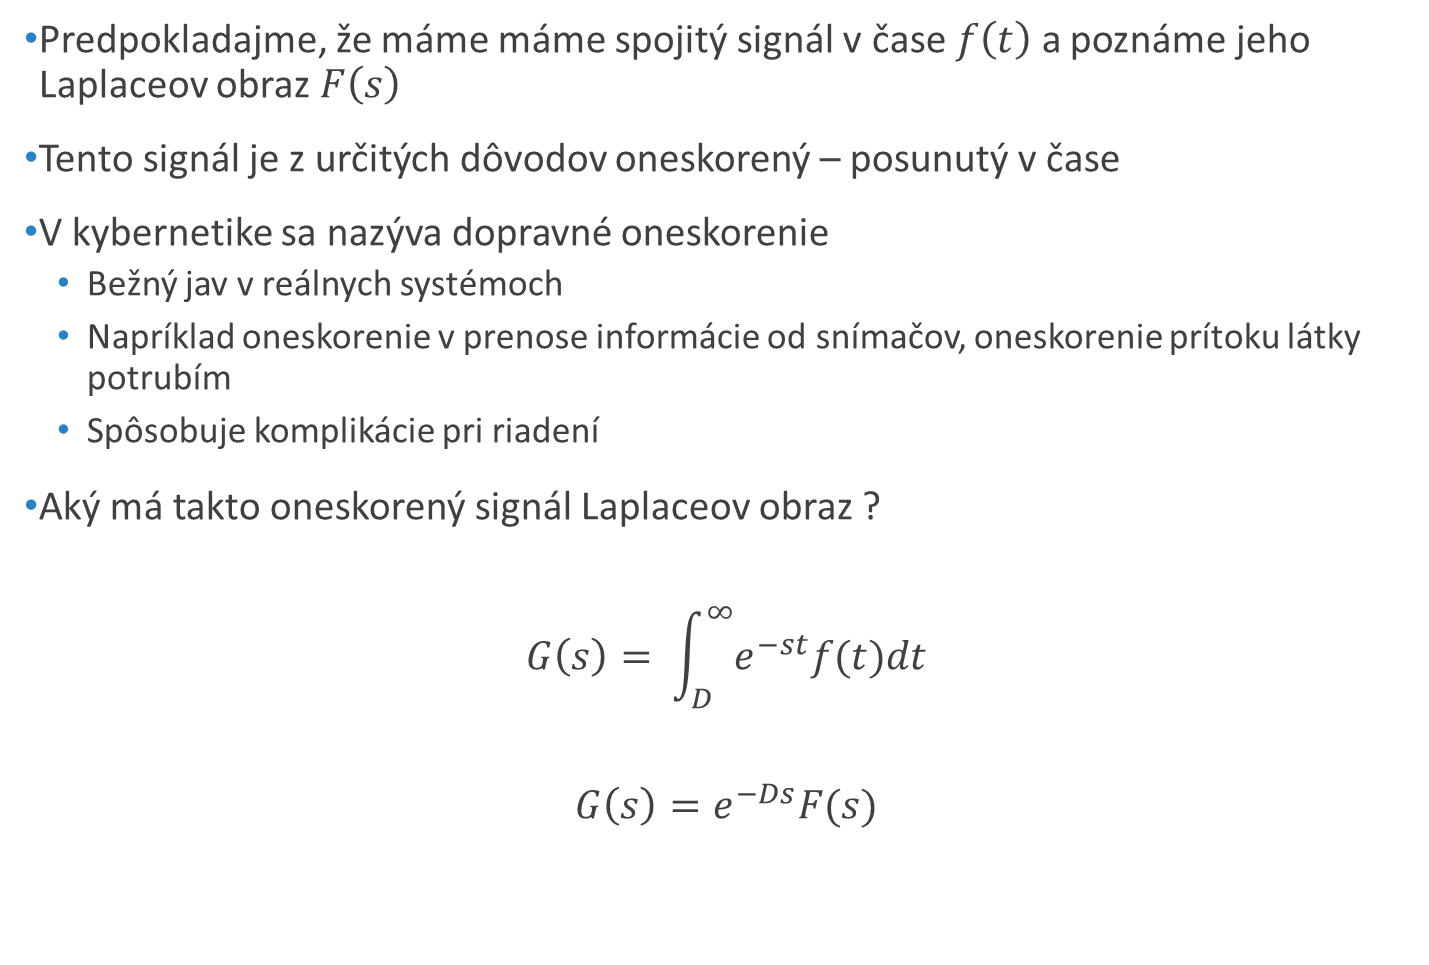 •Predpokladajme, že máme máme spojitý signál v čase f(t) a poznáme jeho
Laplaceov obraz F(s)
•Tento signál je z určitých dôvodov oneskorený – posunutý v čase
•V kybernetike sa nazýva dopravné oneskorenie
• Bežný jav v reálnych systémoch
• Napríklad oneskorenie v prenose informácie od snímačov, oneskorenie prítoku látky
potrubím
• Spôsobuje komplikácie pri riadení
•Aký má takto oneskorený signál Laplaceov obraz ?
G(s) = ∫_D^∞ e^{−st} f(t)dt
G(s) = e^{−Ds} F(s)